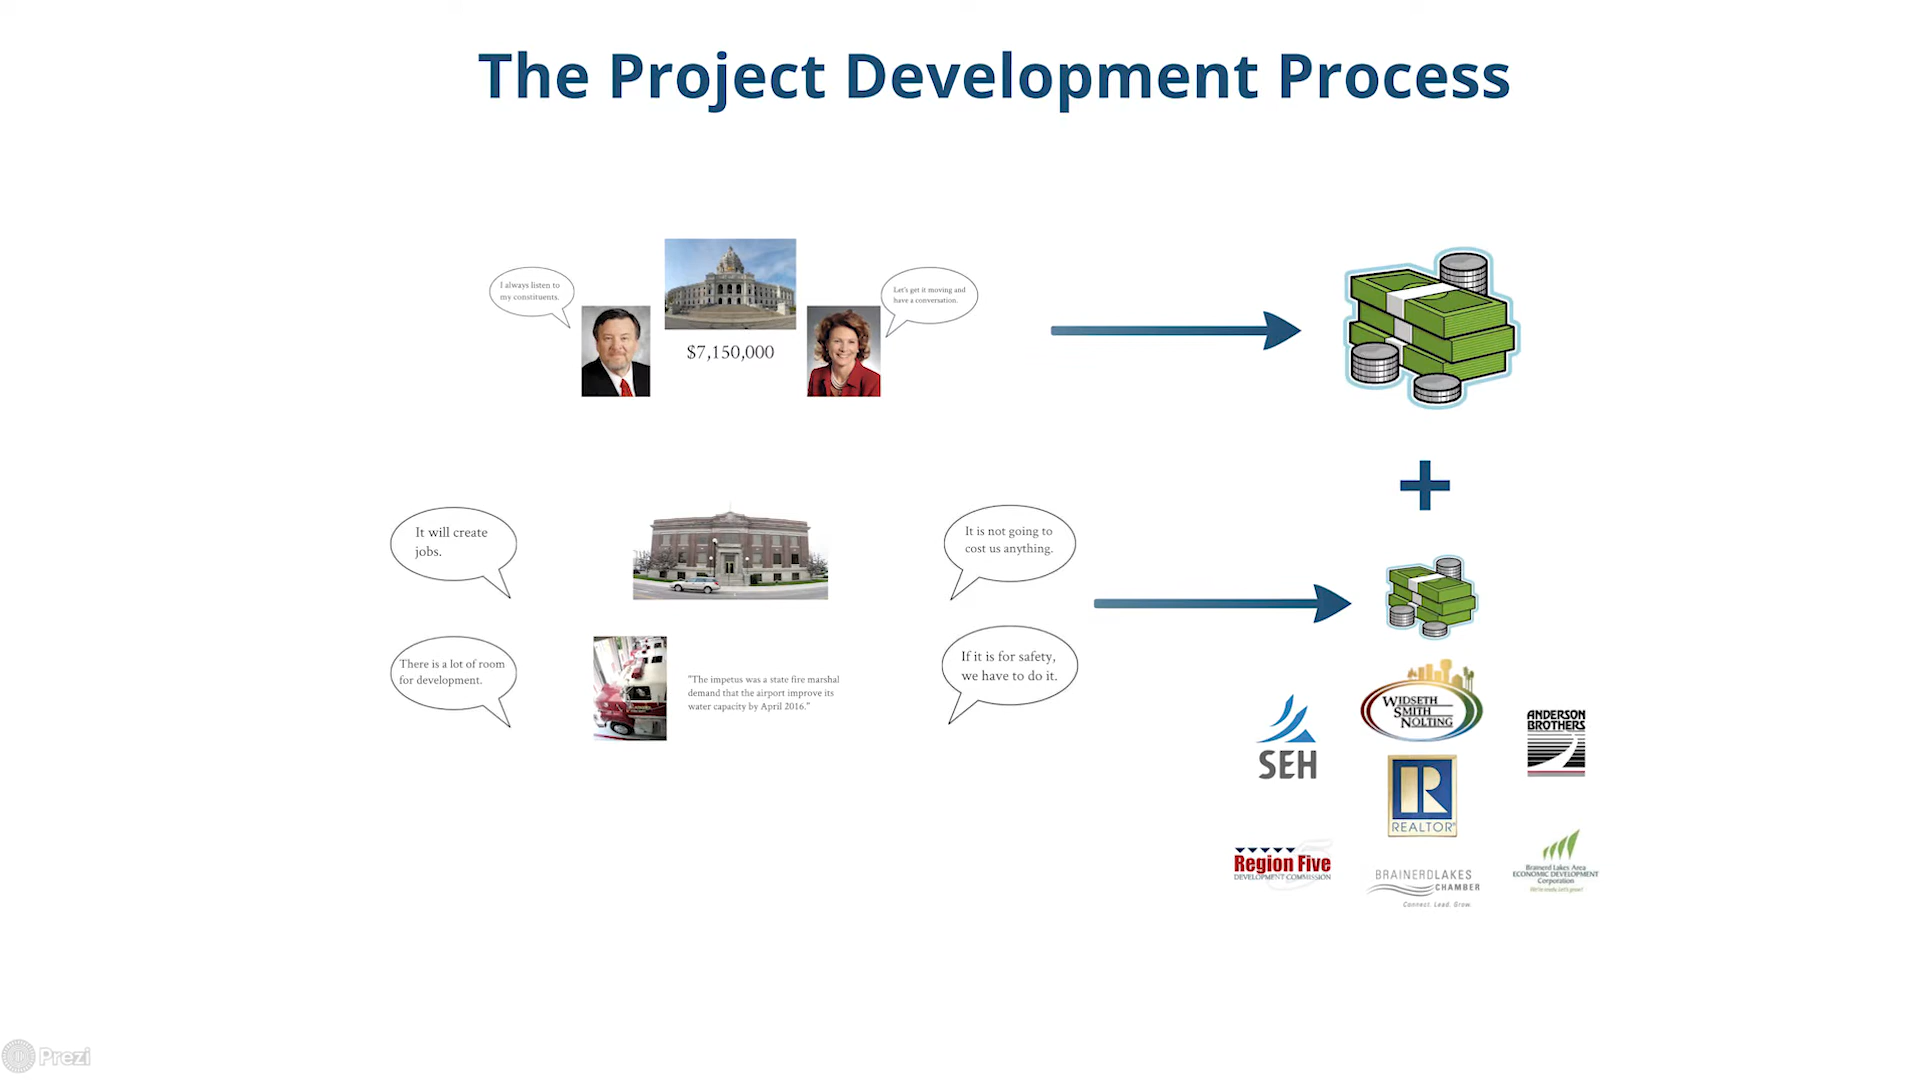 The Project Development Process
I always listen to
my constituents.
Let's get it moving and
have a conversation.
$7,150,000
It will create
jobs.
It is not going to
cost us anything.
There is a lot of room
for development.
"The impetus was a state fire marshal
demand that the airport improve its
water capacity by April 2016."
If it is for safety,
we have to do it.
WIDSETH
SMITH
NOLTING
SEH
ANDERSON
BROTHERS
R
REALTOR®
Region Five
DEVELOPMENT COMMISSION
BRAINERD LAKES
CHAMBER
Connect. Lead. Grow.
Brainerd Lakes Area
ECONOMIC DEVELOPMENT
Corporation
Prezi